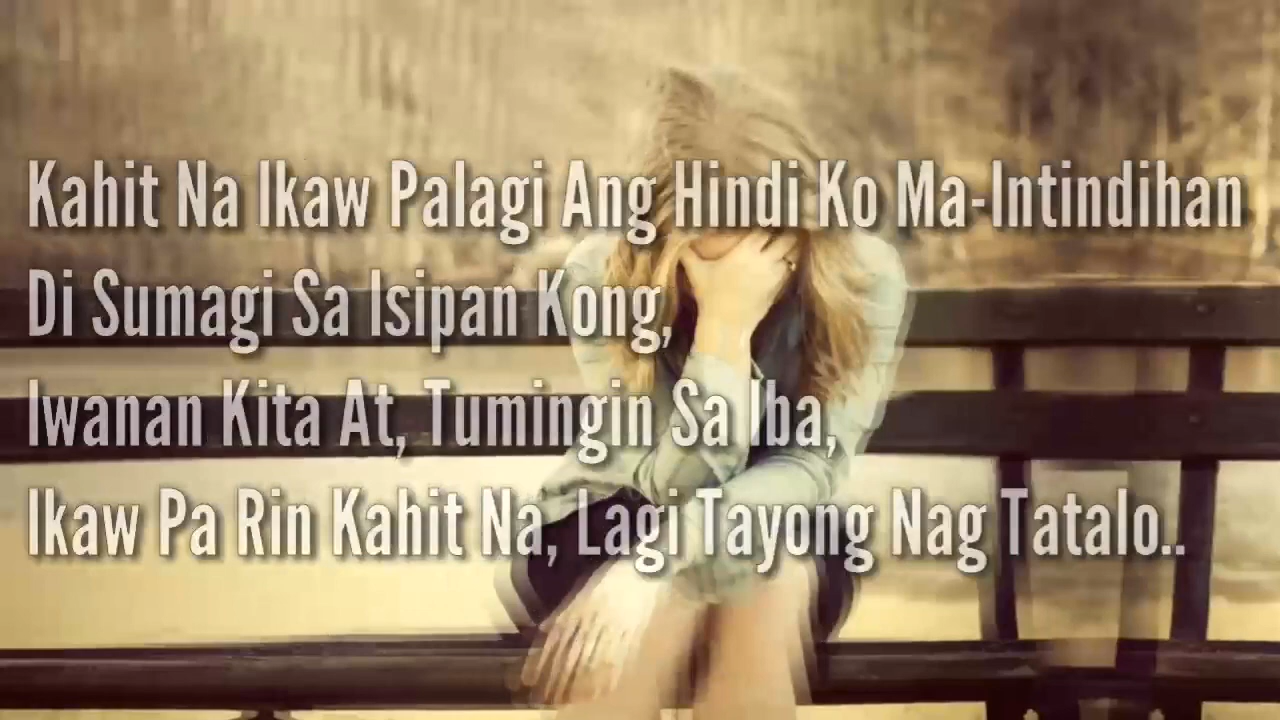 Kahit Na Ikaw Palagi Ang Hindi Ko Ma-Intindihan
Di Sumagi Sa Isipan Kong,
Iwanan Kita At, Tumingin Sa Iba,
Ikaw Pa Rin Kahit Na, Lagi Tayong Nag Tatalo..